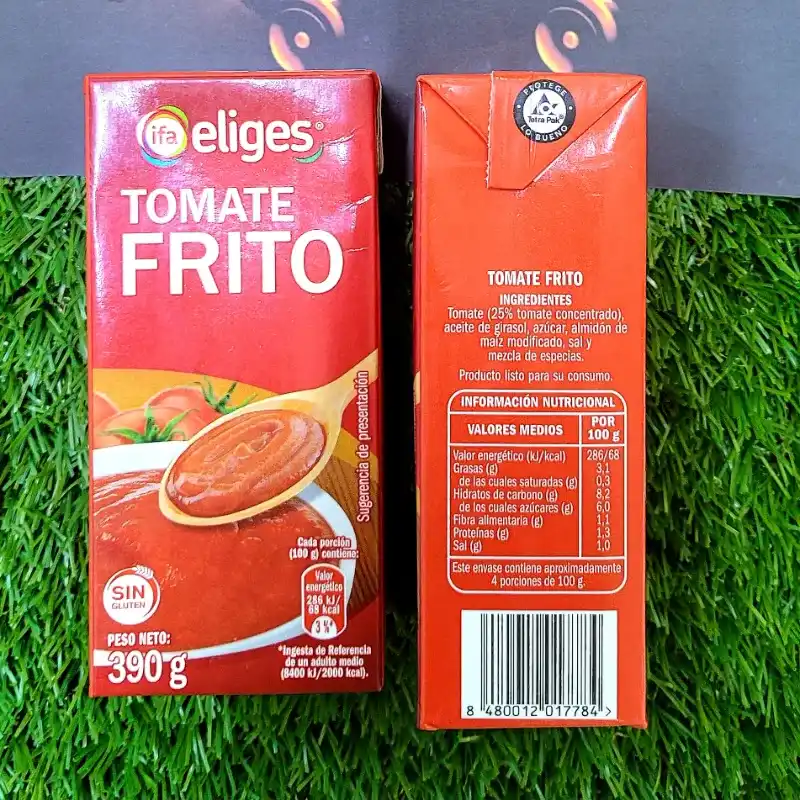 ifa eliges®
TOMATE
FRITO
Sugerencia de presentación
Cada porción
(100 g) contiene:
Valor
energético
286 kJ/
68 kcal
3 %*
SIN
GLUTEN
PESO NETO:
390 g
*Ingesta de Referencia
de un adulto medio
(8400 kJ/2000 kcal).
PROTEGE
Tetra Pak®
LO BUENO
TOMATE FRITO
INGREDIENTES
Tomate (25% tomate concentrado),
aceite de girasol, azúcar, almidón de
maíz modificado, sal y
mezcla de especias.
Producto listo para su consumo.
INFORMACIÓN NUTRICIONAL
VALORES MEDIOS POR 100 g
Valor energético (kJ/kcal) 286/68
Grasas (g) 3,1
de las cuales saturadas (g) 0,3
Hidratos de carbono (g) 8,2
de los cuales azúcares (g) 6,0
Fibra alimentaria (g) 1,1
Proteínas (g) 1,3
Sal (g) 1,0
Este envase contiene aproximadamente
4 porciones de 100 g.
8 480012 017784 >